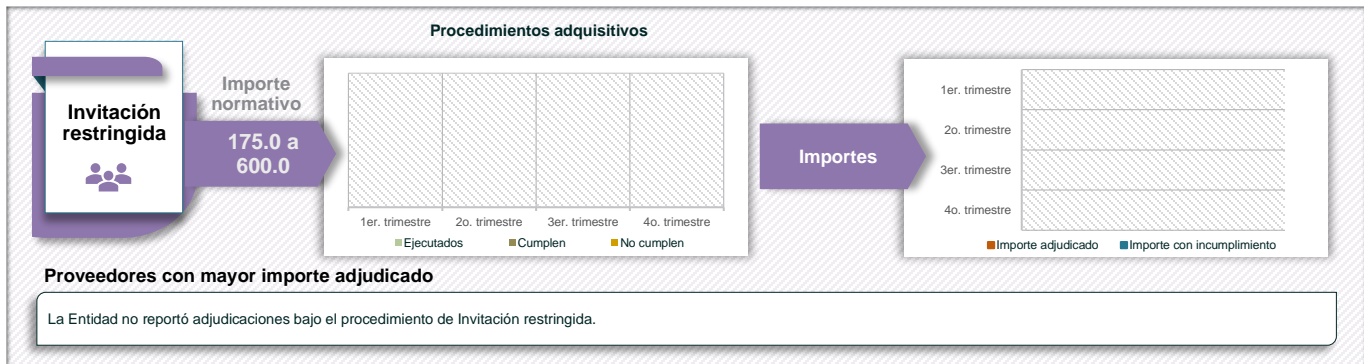 Procedimientos adquisitivos
Invitación
restringida
Importe
normativo
175.0 a
600.0
1er. trimestre
2o. trimestre
3er. trimestre
4o. trimestre
Ejecutados
Cumplen
No cumplen
Importes
1er. trimestre
2o. trimestre
3er. trimestre
4o. trimestre
Importe adjudicado
Importe con incumplimiento
Proveedores con mayor importe adjudicado
La Entidad no reportó adjudicaciones bajo el procedimiento de Invitación restringida.